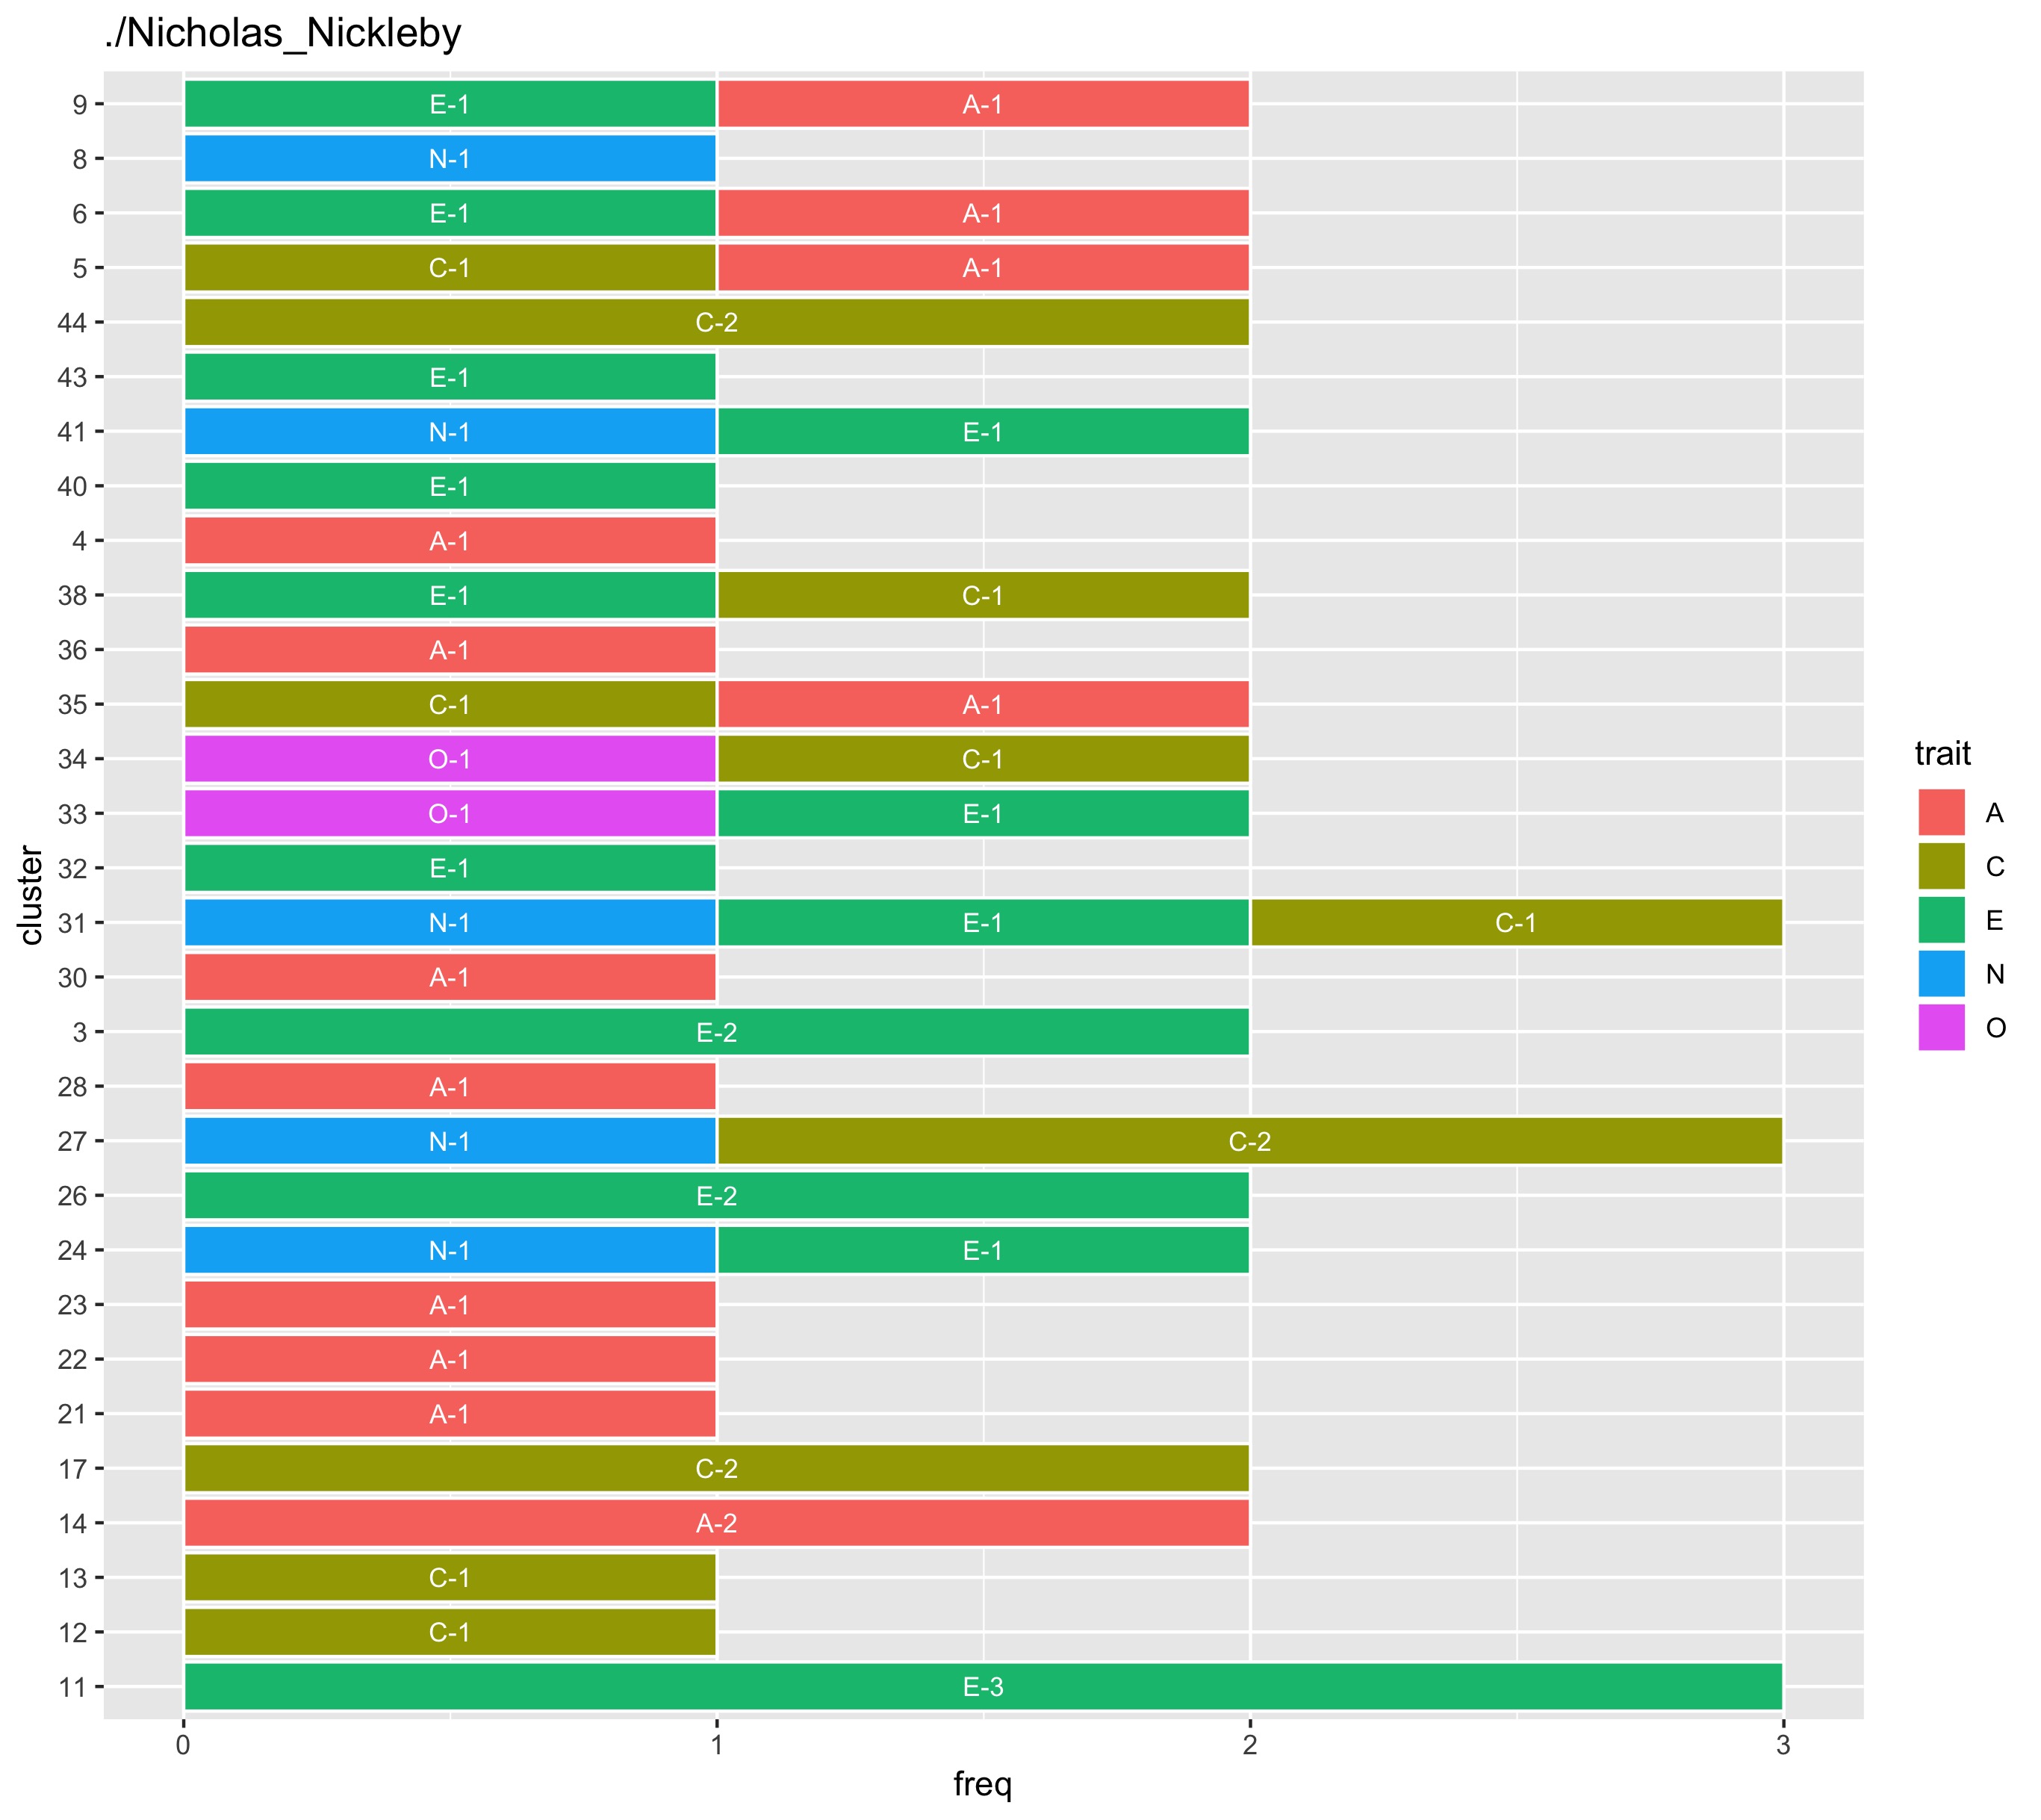 ./Nicholas_Nickleby
9 E-1 A-1
8 N-1
6 E-1 A-1
5 C-1 A-1
44 C-2
43 E-1
41 N-1 E-1
40 E-1
4 A-1
38 E-1 C-1
36 A-1
35 C-1 A-1
34 O-1 C-1
33 O-1 E-1
32 E-1
31 N-1 E-1 C-1
30 A-1
3 E-2
28 A-1
27 N-1 C-2
26 E-2
24 N-1 E-1
23 A-1
22 A-1
21 A-1
17 C-2
14 A-2
13 C-1
12 C-1
11 E-3
0 1 2 3
freq
cluster
trait
A
C
E
N
O